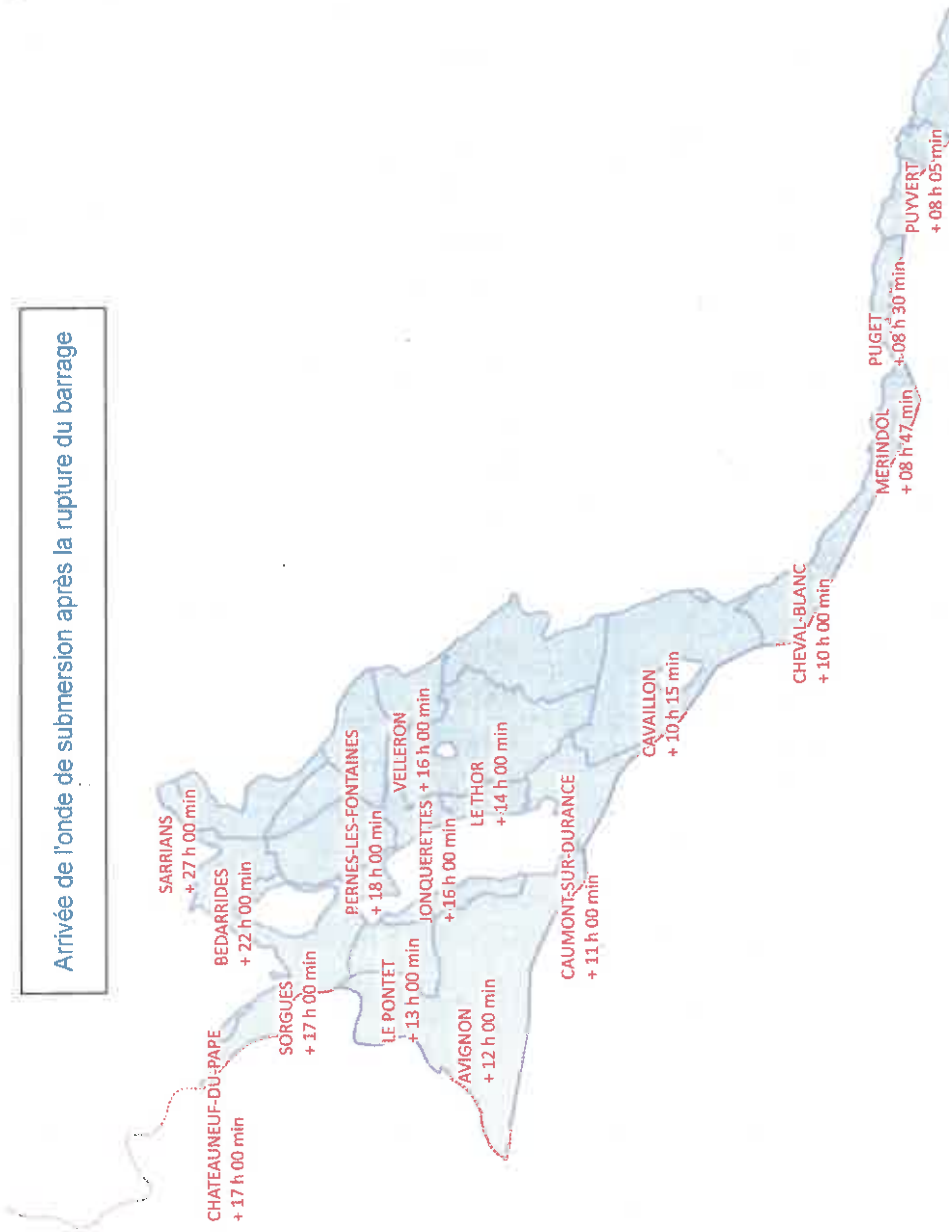 Arrivée de l'onde de submersion après la rupture du barrage
SARRIANS
+ 27 h 00 min
BEDARRIDES
+ 22 h 00 min
CHATEAUNEUF-DU-PAPE
+ 17 h 00 min
SORGUES
+ 17 h 00 min
PERNES-LES-FONTAINES
+ 18 h 00 min
VELLERON
+ 16 h 00 min
JONQUERETTES
+ 16 h 00 min
LE PONTET
+ 13 h 00 min
LE THOR
+ 14 h 00 min
AVIGNON
+ 12 h 00 min
CAUMONT-SUR-DURANCE
+ 11 h 00 min
CAVAILLON
+ 10 h 15 min
CHEVAL-BLANC
+ 10 h 00 min
MERINDOL
+ 08 h 47 min
PUGET
+ 08 h 30 min
PUYVERT
+ 08 h 05 min